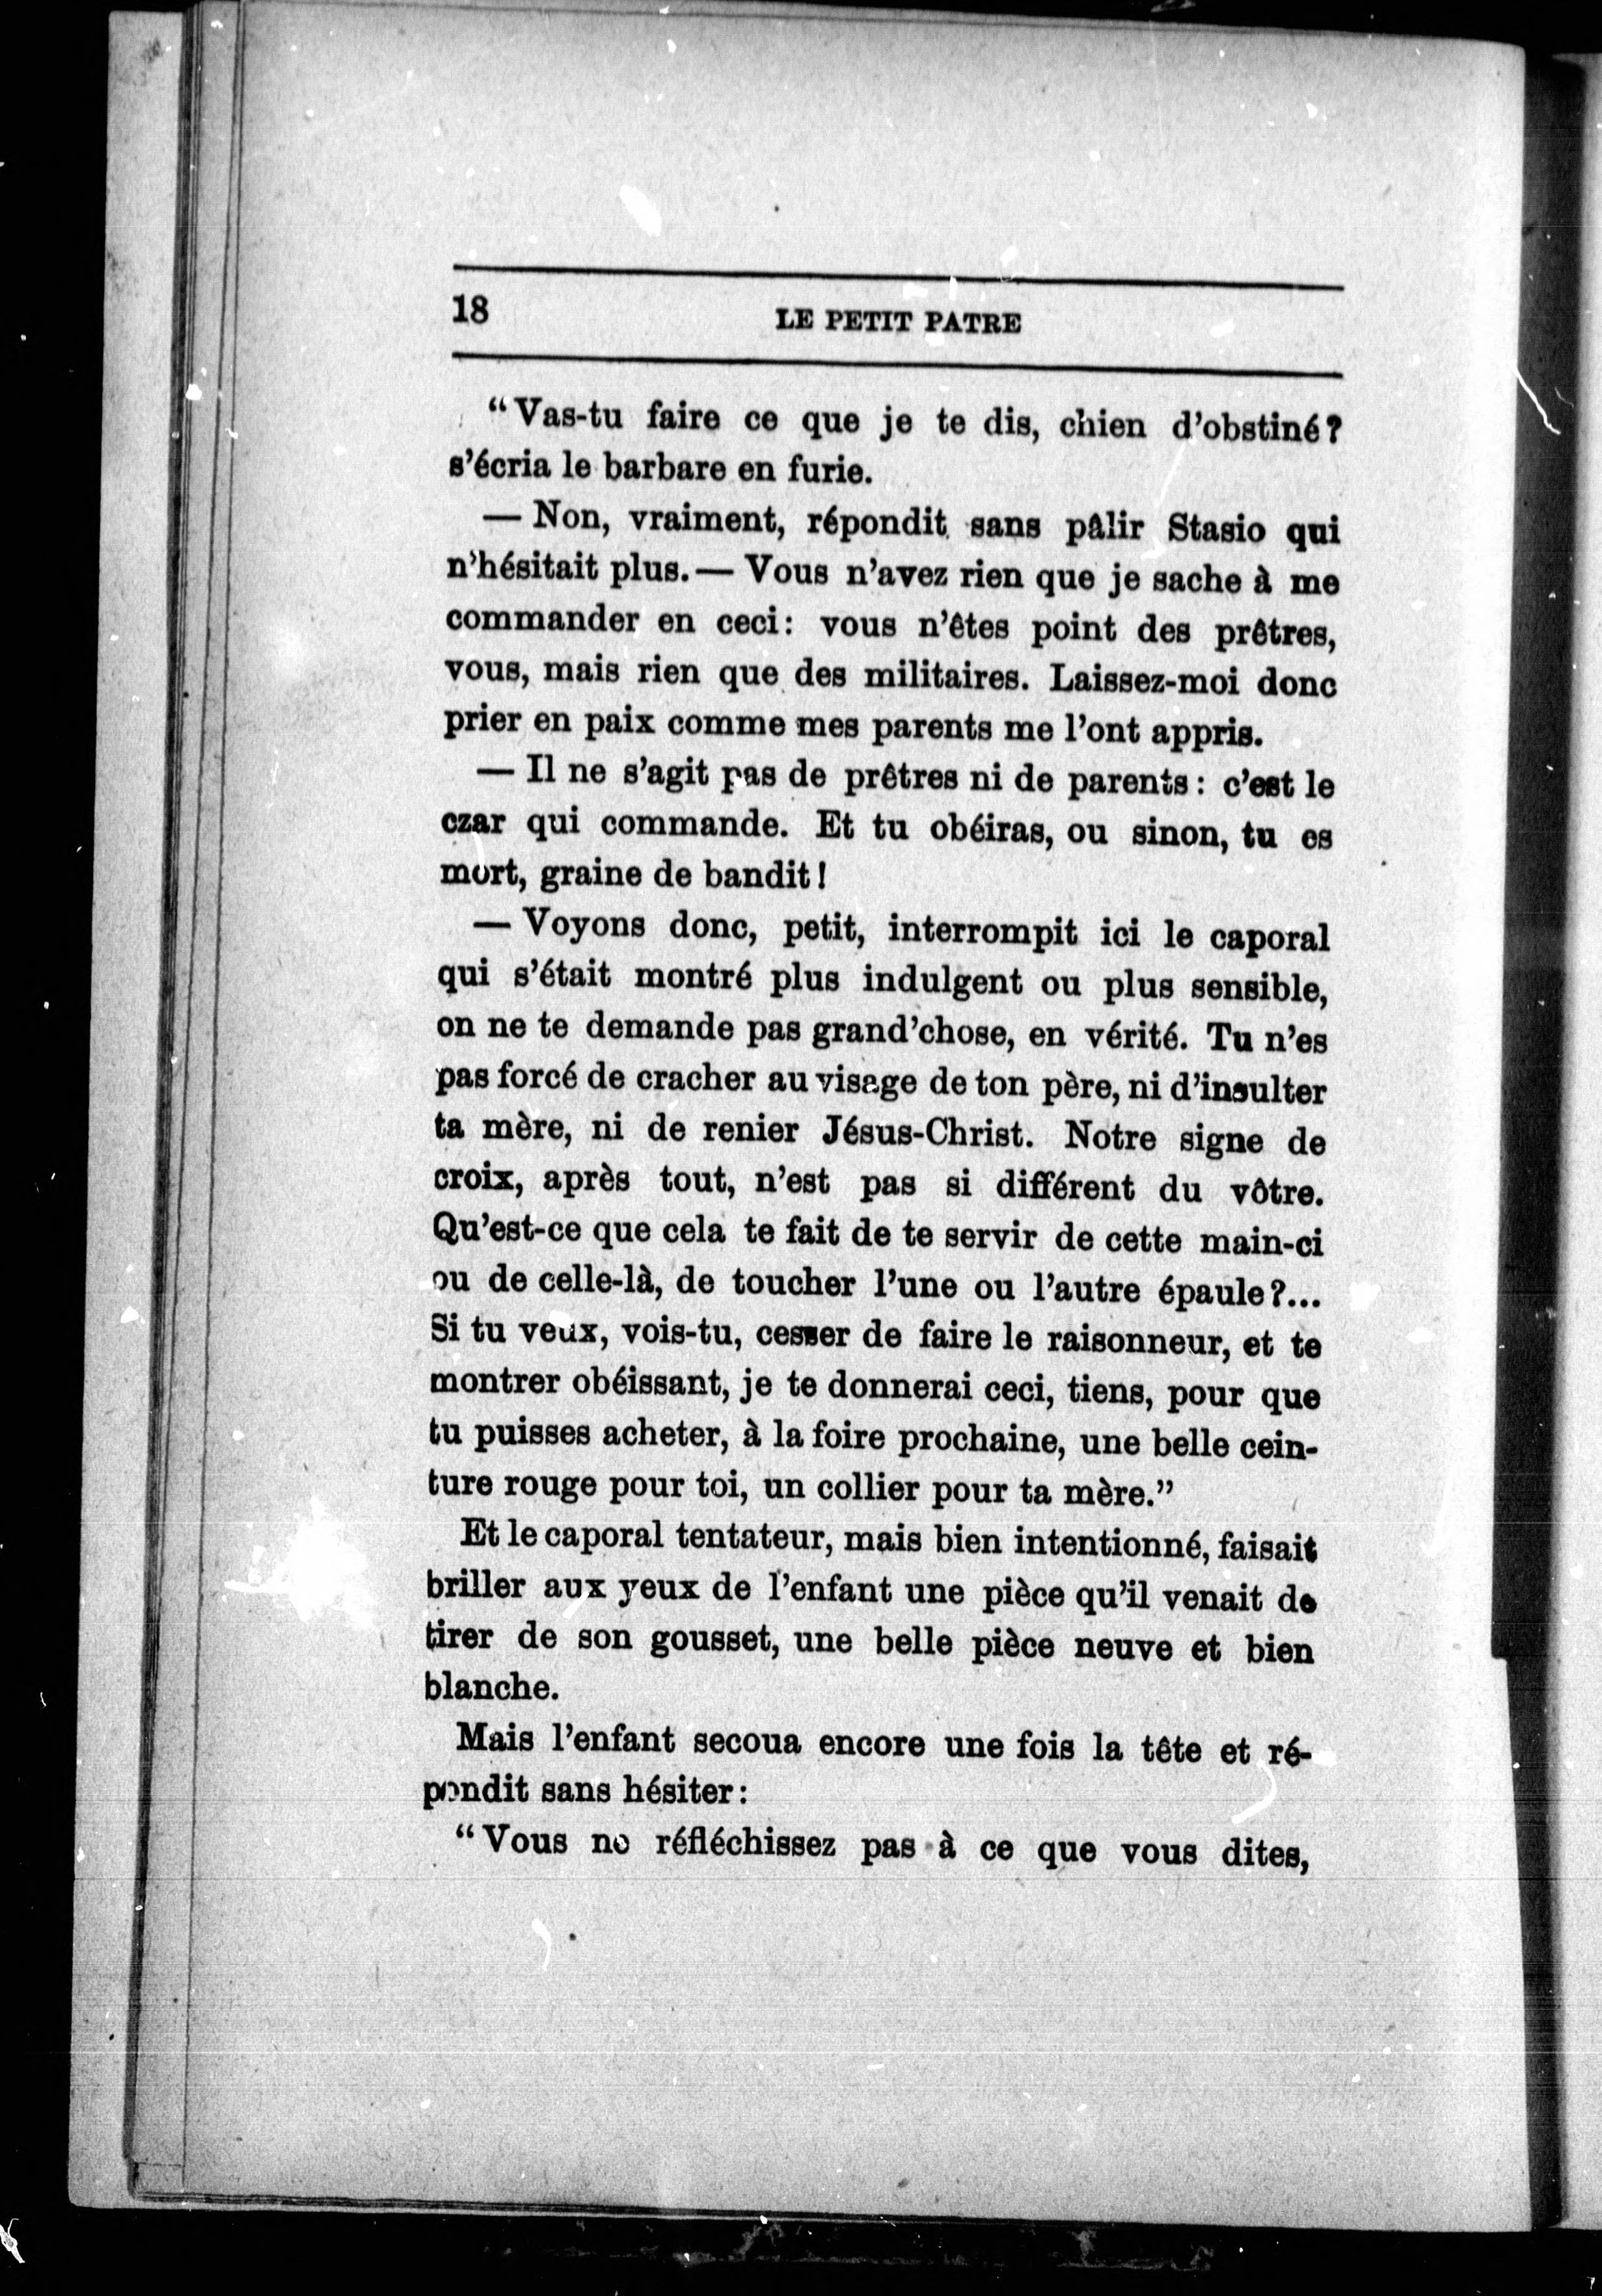 18
LE PETIT PATRE
“Vas-tu faire ce que je te dis, chien d’obstiné?
s’écria le barbare en furie.
— Non, vraiment, répondit sans pâlir Stasio qui
n’hésitait plus.— Vous n’avez rien que je sache à me
commander en ceci: vous n’êtes point des prêtres,
vous, mais rien que des militaires. Laissez-moi donc
prier en paix comme mes parents me l’ont appris.
— Il ne s’agit pas de prêtres ni de parents: c’est le
czar qui commande. Et tu obéiras, ou sinon, tu es
mort, graine de bandit!
— Voyons donc, petit, interrompit ici le caporal
qui s’était montré plus indulgent ou plus sensible,
on ne te demande pas grand’chose, en vérité. Tu n’es
pas forcé de cracher au visage de ton père, ni d’insulter
ta mère, ni de renier Jésus-Christ. Notre signe de
croix, après tout, n’est pas si différent du vôtre.
Qu’est-ce que cela te fait de te servir de cette main-ci
ou de celle-là, de toucher l’une ou l’autre épaule?...
Si tu veux, vois-tu, cesser de faire le raisonneur, et te
montrer obéissant, je te donnerai ceci, tiens, pour que
tu puisses acheter, à la foire prochaine, une belle cein-
ture rouge pour toi, un collier pour ta mère.”
Et le caporal tentateur, mais bien intentionné, faisait
briller aux yeux de l’enfant une pièce qu’il venait de
tirer de son gousset, une belle pièce neuve et bien
blanche.
Mais l’enfant secoua encore une fois la tête et ré-
pondit sans hésiter:
“Vous ne réfléchissez pas à ce que vous dites,